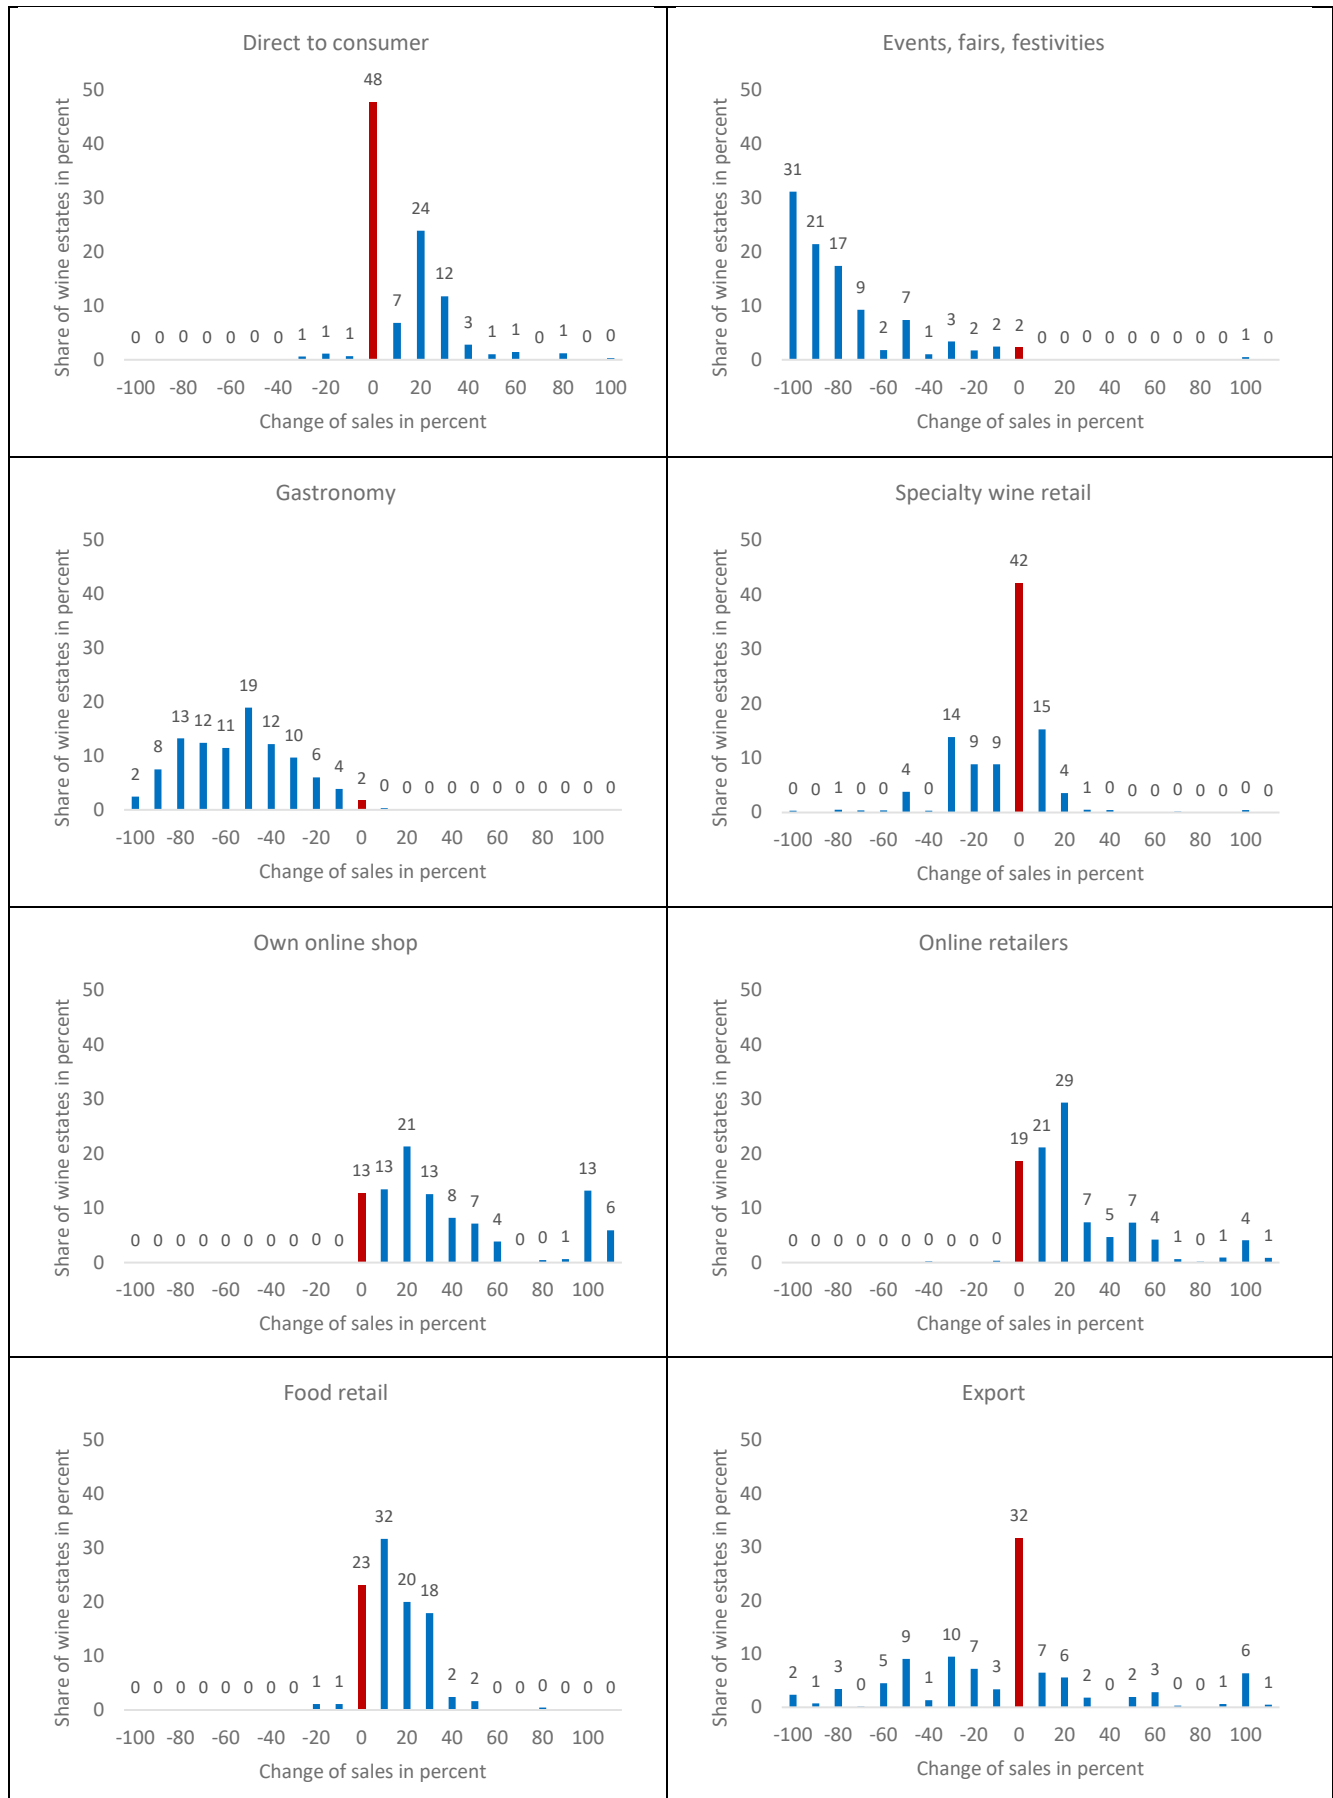 Direct to consumer
Share of wine estates in percent
50
40
30
20
10
0
0 0 0 0 0 0 0 1 1 1 48 7 24 12 3 1 1 0 1 0 0
-100 -80 -60 -40 -20 0 20 40 60 80 100
Change of sales in percent
Events, fairs, festivities
Share of wine estates in percent
50
40
30
20
10
0
31 21 17 9 2 7 1 3 2 2 2 0 0 0 0 0 0 0 0 0 1 0
-100 -80 -60 -40 -20 0 20 40 60 80 100
Change of sales in percent
Gastronomy
Share of wine estates in percent
50
40
30
20
10
0
2 8 13 12 11 19 12 10 6 4 2 0 0 0 0 0 0 0 0 0 0 0
-100 -80 -60 -40 -20 0 20 40 60 80 100
Change of sales in percent
Specialty wine retail
Share of wine estates in percent
50
40
30
20
10
0
0 0 1 0 0 4 0 14 9 9 42 15 4 1 0 0 0 0 0 0 0 0
-100 -80 -60 -40 -20 0 20 40 60 80 100
Change of sales in percent
Own online shop
Share of wine estates in percent
50
40
30
20
10
0
0 0 0 0 0 0 0 0 0 0 13 13 21 13 8 7 4 0 0 1 13 6
-100 -80 -60 -40 -20 0 20 40 60 80 100
Change of sales in percent
Online retailers
Share of wine estates in percent
50
40
30
20
10
0
0 0 0 0 0 0 0 0 0 0 19 21 29 7 5 7 4 1 0 1 4 1
-100 -80 -60 -40 -20 0 20 40 60 80 100
Change of sales in percent
Food retail
Share of wine estates in percent
50
40
30
20
10
0
0 0 0 0 0 0 0 0 1 1 23 32 20 18 2 2 0 0 0 0 0 0
-100 -80 -60 -40 -20 0 20 40 60 80 100
Change of sales in percent
Export
Share of wine estates in percent
50
40
30
20
10
0
2 1 3 0 5 9 1 10 7 3 32 7 6 2 0 2 3 0 0 1 6 1
-100 -80 -60 -40 -20 0 20 40 60 80 100
Change of sales in percent